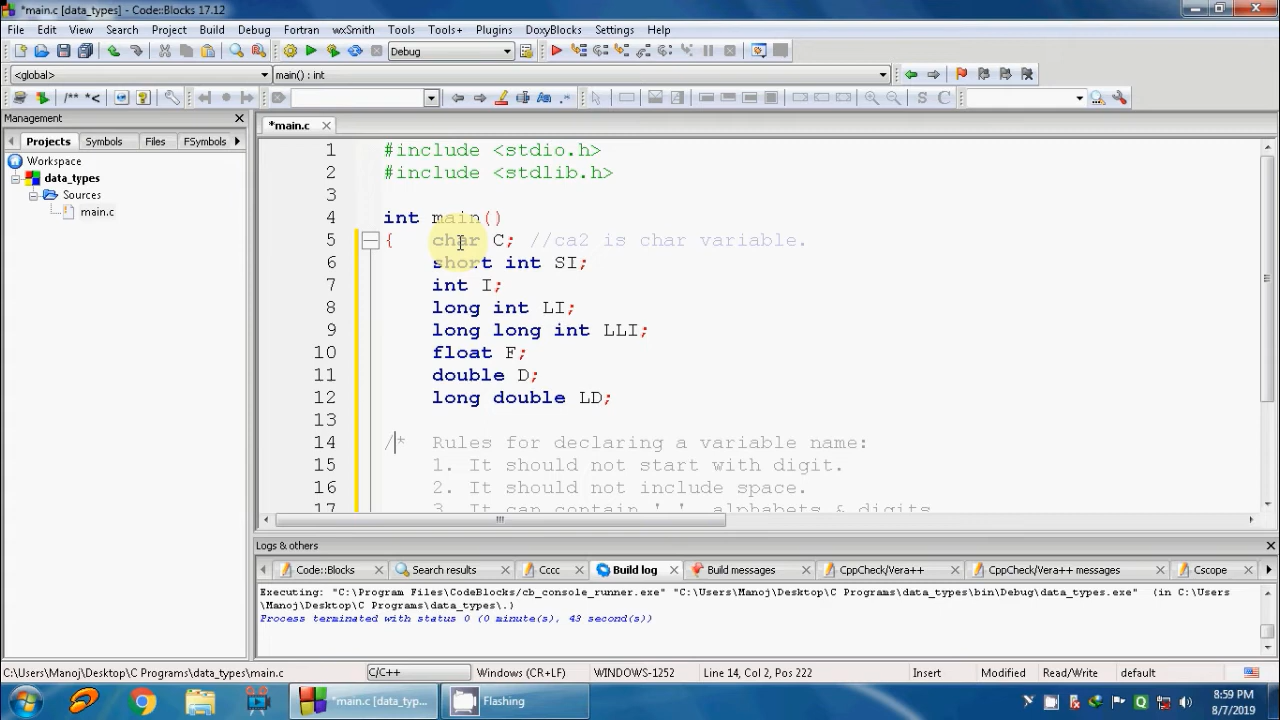 *main.c [data_types] - Code::Blocks 17.12
File Edit View Search Project Build Debug Fortran wxSmith Tools Tools+ Plugins DoxyBlocks Settings Help
Debug
<global> main() : int
/** *< S C
Management
Projects Symbols Files FSymbols
*main.c
Workspace
data_types
Sources
main.c
1 #include <stdio.h>
2 #include <stdlib.h>
3
4 int main()
5 { char C; //ca2 is char variable.
6 short int SI;
7 int I;
8 long int LI;
9 long long int LLI;
10 float F;
11 double D;
12 long double LD;
13
14 /* Rules for declaring a variable name:
15 1. It should not start with digit.
16 2. It should not include space.
17 3. It can contain '_', alphabets & digits
Logs & others
Code::Blocks Search results Cccc Build log Build messages CppCheck/Vera++ CppCheck/Vera++ messages Cscope
Executing: "C:\Program Files\CodeBlocks/cb_console_runner.exe" "C:\Users\Manoj\Desktop\C Programs\data_types\bin\Debug\data_types.exe" (in C:\Users
\Manoj\Desktop\C Programs\data_types\.)
Process terminated with status 0 (0 minute(s), 43 second(s))
C:\Users\Manoj\Desktop\C Programs\data_types\main.c C/C++ Windows (CR+LF) WINDOWS-1252 Line 14, Col 2, Pos 222 Insert Modified Read/Write default
*main.c [data_typ... Flashing
8:59 PM
8/7/2019